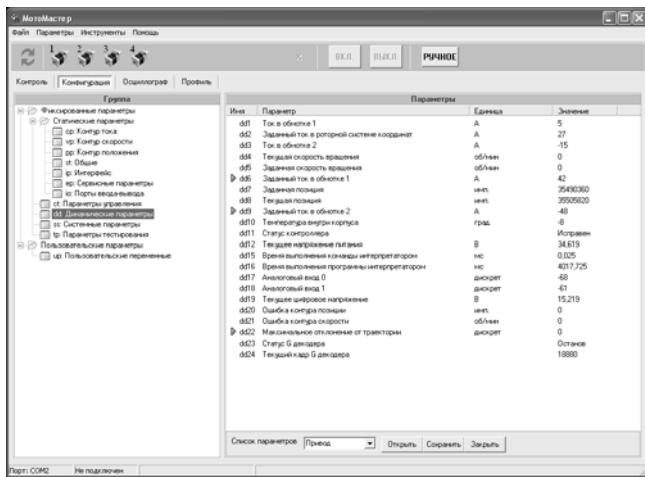 МотоМастер
Файл Параметры Инструменты Помощь
1 2 3 4 ВКЛ. ВЫКЛ. РУЧНОЕ
Контроль Конфигурация Осциллограф Профиль
Группа
Фиксированные параметры
Статические параметры
cp: Контур тока
vp: Контур скорости
pp: Контур положения
st: Общие
ip: Интерфейс
ep: Сервисные параметры
io: Порты ввода-вывода
ct: Параметры управления
dd: Динамические параметры
ss: Системные параметры
tp: Параметры тестирования
Пользовательские параметры
up: Пользовательские переменные
Параметры
Имя Параметр Единица Значение
dd1 Ток в обмотке 1 А 5
dd2 Заданный ток в роторной системе координат А 27
dd3 Ток в обмотке 2 А -15
dd4 Текущая скорость вращения об/мин 0
dd5 Заданная скорость вращения об/мин 0
dd6 Заданный ток в обмотке 1 А 42
dd7 Заданная позиция имп. 35490360
dd8 Текущая позиция имп. 35505820
dd9 Заданный ток в обмотке 2 А -48
dd10 Температура внутри корпуса град. -8
dd11 Статус контроллера Исправен
dd12 Текущее напряжение питания В 34,619
dd15 Время выполнения команды интерпретатором мс 0,025
dd16 Время выполнения программы интерпретатором мс 4017,725
dd17 Аналоговый вход 0 дискрет -68
dd18 Аналоговый вход 1 дискрет -61
dd19 Текущее цифровое напряжение В 15,219
dd20 Ошибка контура позиции имп. 0
dd21 Ошибка контура скорости об/мин 0
dd22 Максимальное отклонение от траектории дискрет 0
dd23 Статус G декодера Останов
dd24 Текущий кадр G декодера 18880
Список параметров Привод Открыть Сохранить Закрыть
Порт: COM2 Не подключен